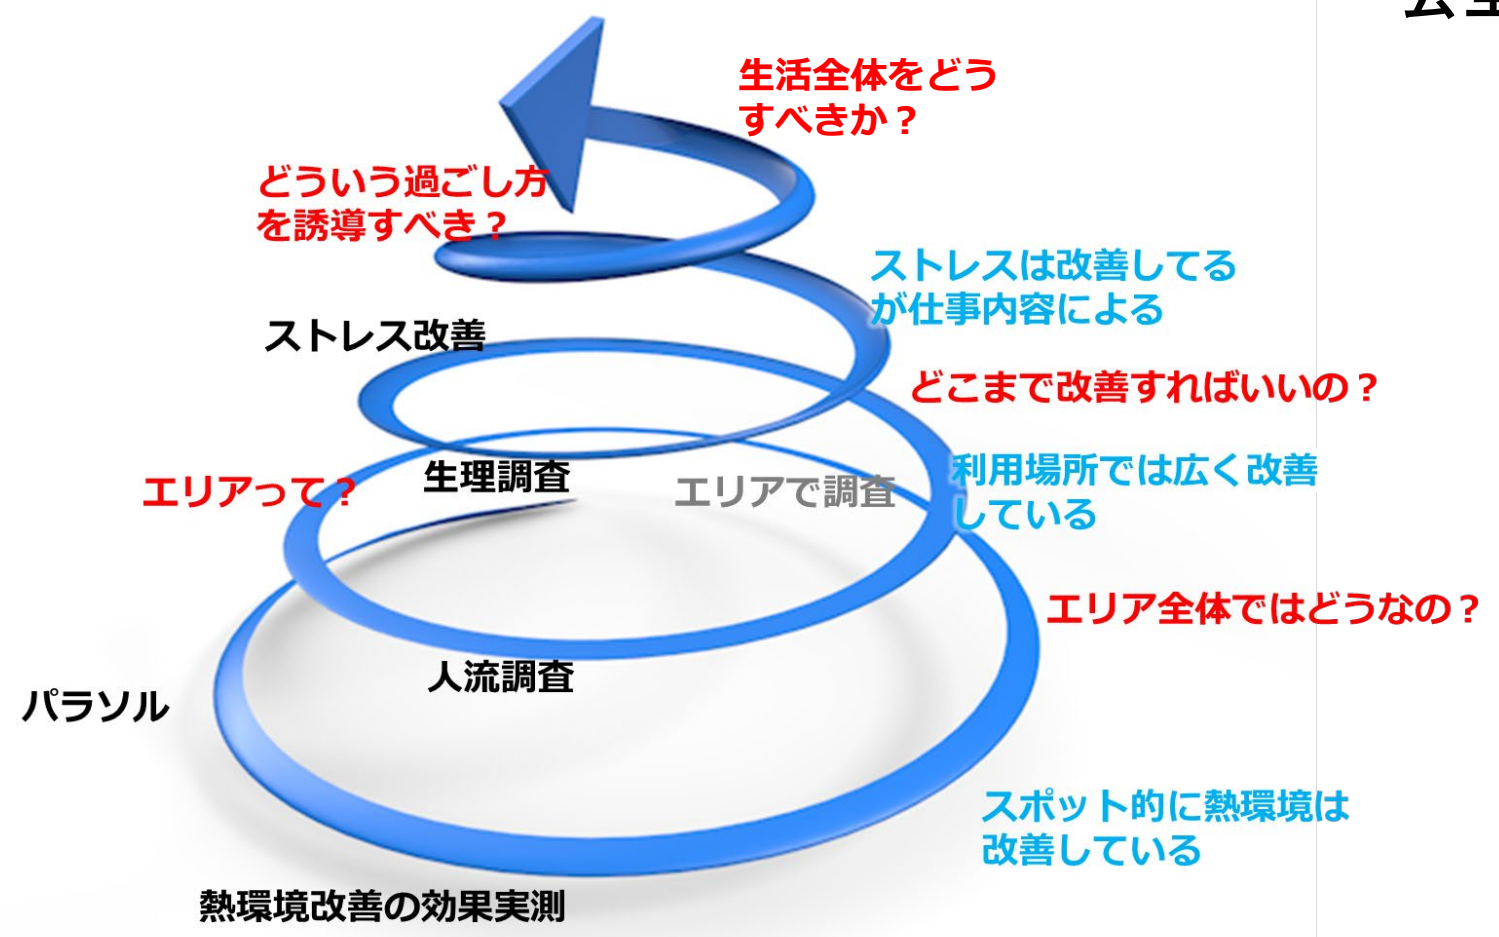 生活全体をどう
すべきか？
どういう過ごし方
を誘導すべき？
ストレスは改善してる
が仕事内容による
ストレス改善
どこまで改善すればいいの？
生理調査
エリアで調査
利用場所では広く改善
している
エリアって？
エリア全体ではどうなの？
人流調査
パラソル
スポット的に熱環境は
改善している
熱環境改善の効果実測